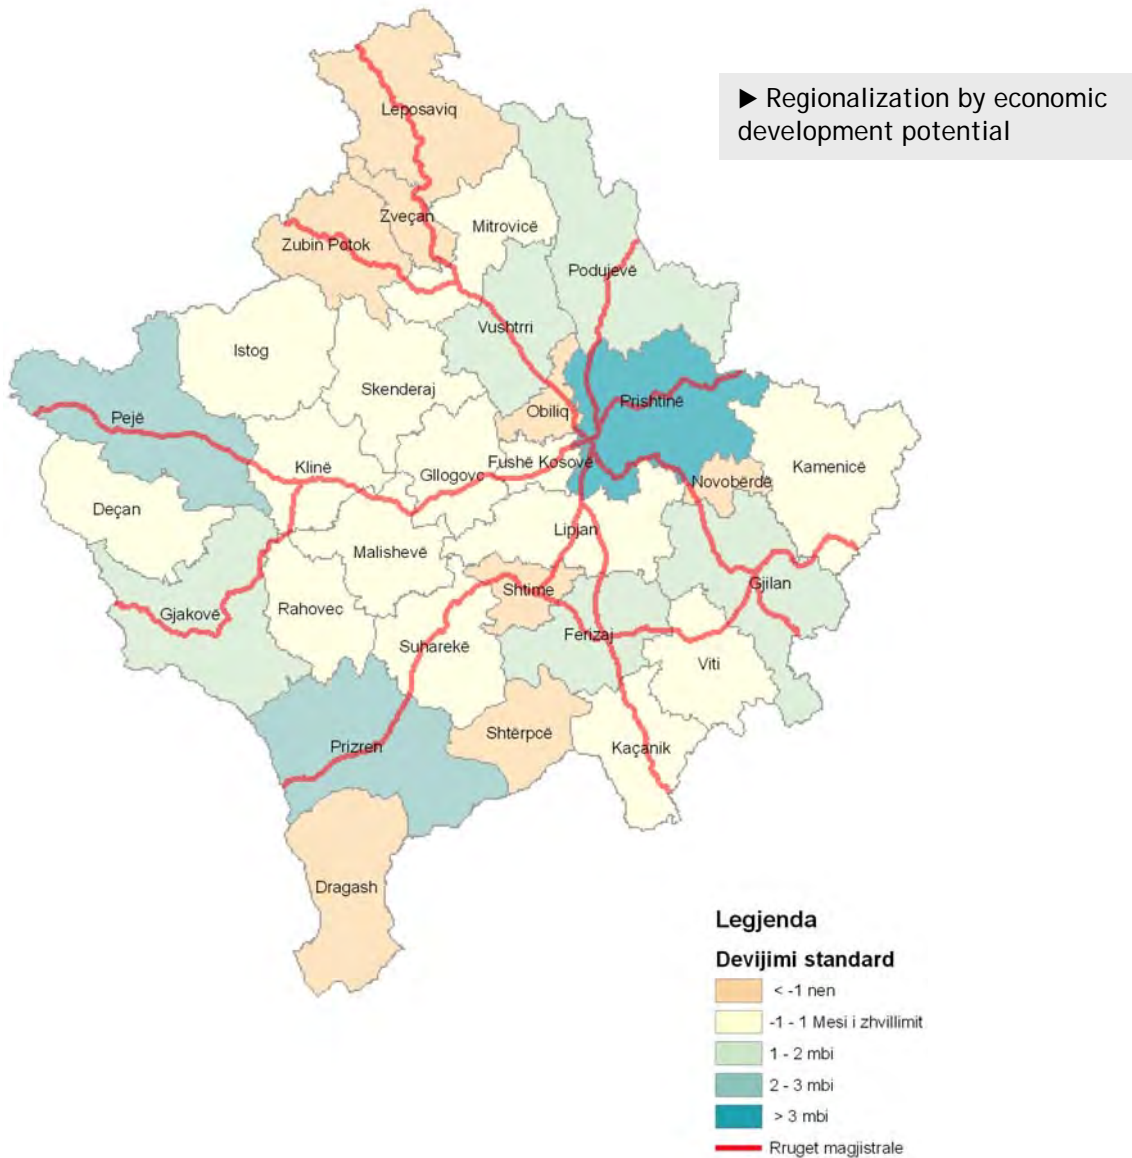 ▶ Regionalization by economic
development potential
Leposaviq
Zveçan
Mitrovicë
Zubin Potok
Podujevë
Vushtrri
Istog
Skenderaj
Prishtinë
Obiliq
Pejë
Fushë Kosovë
Klinë
Gllogovc
Kamenicë
Novobërdë
Deçan
Lipjan
Malishevë
Shtime
Gjilan
Rahovec
Gjakovë
Ferizaj
Suharekë
Viti
Shtërpcë
Prizren
Kaçanik
Dragash
Legjenda
Devijimi standard
< -1 nen
-1 - 1 Mesi i zhvillimit
1 - 2 mbi
2 - 3 mbi
> 3 mbi
Rruget magjistrale